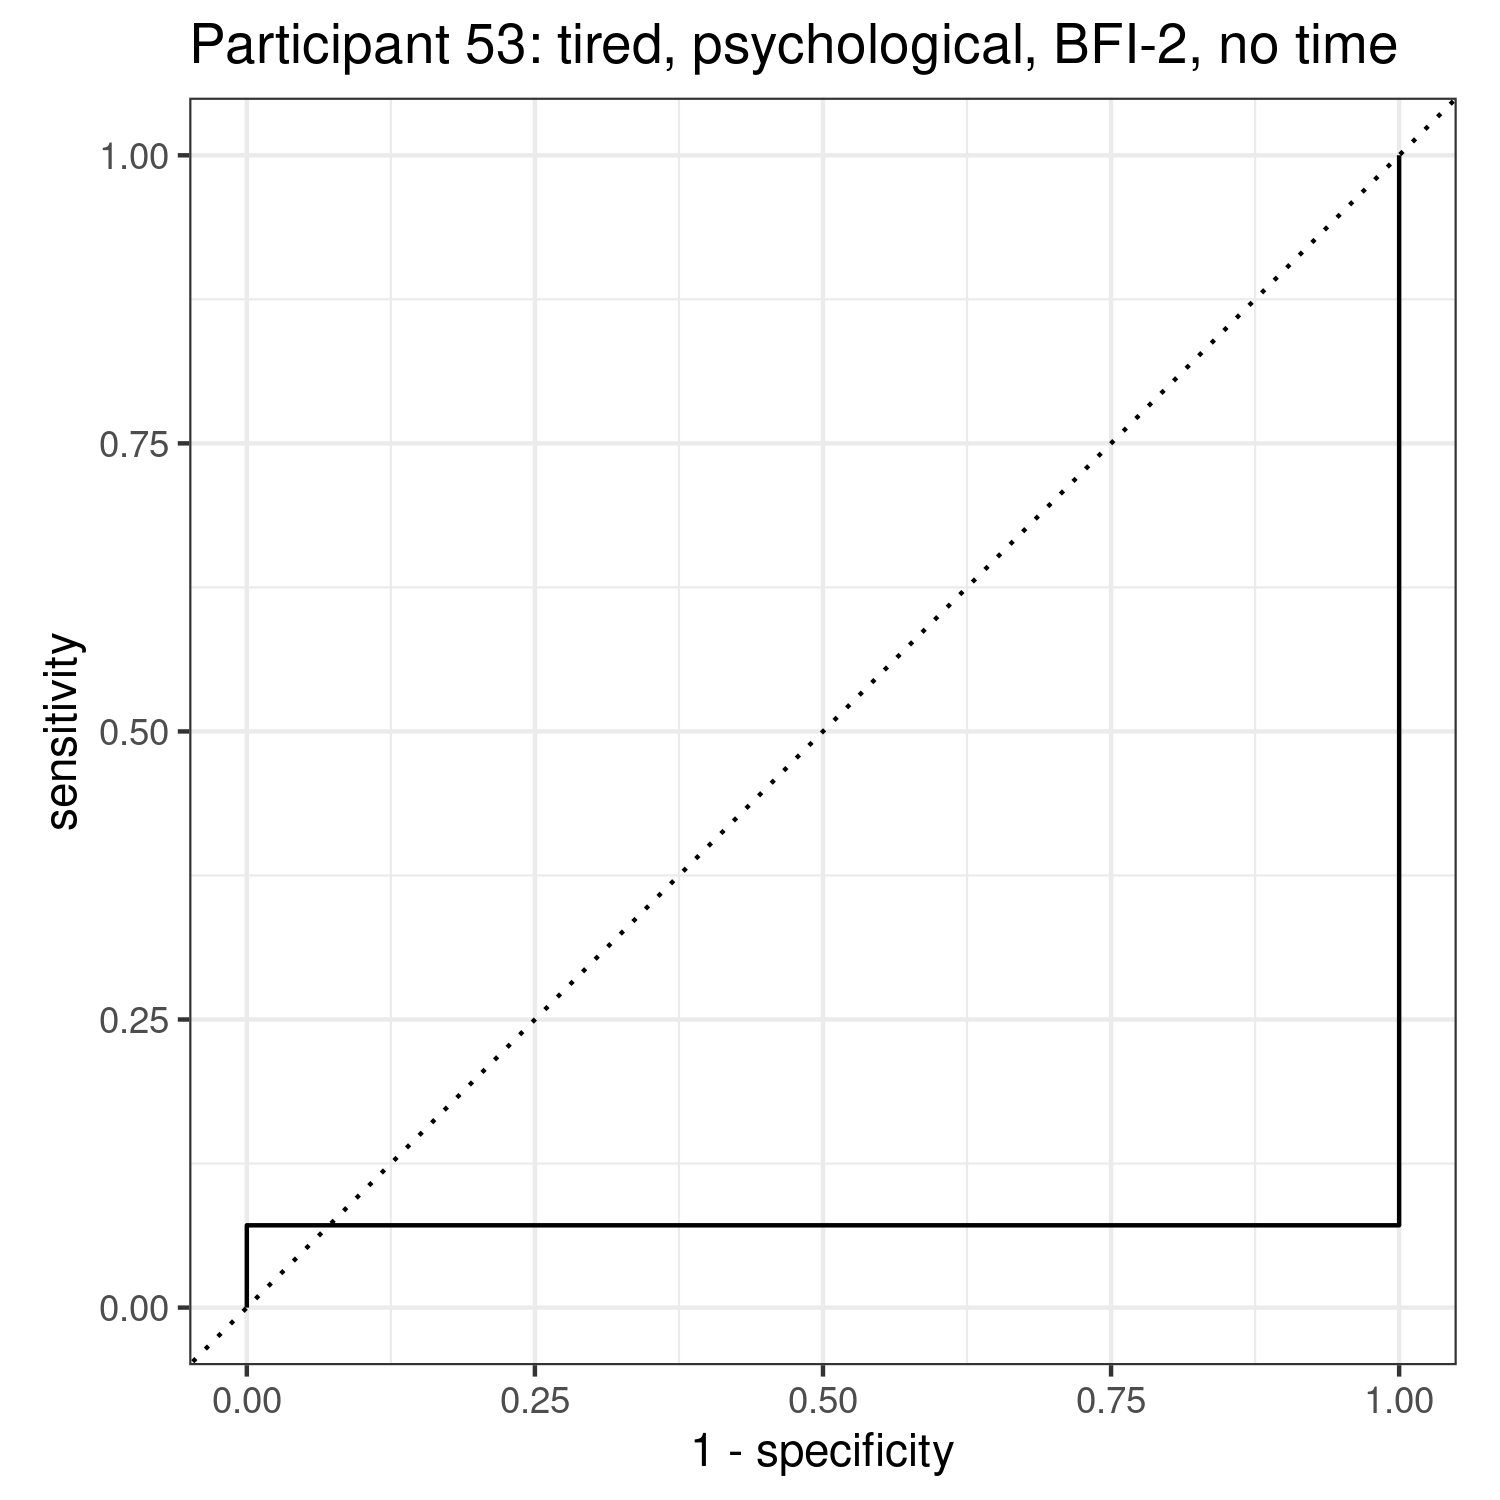 Participant 53: tired, psychological, BFI-2, no time
1.00
0.75
0.50
0.25
0.00
sensitivity
0.00 0.25 0.50 0.75 1.00
1 - specificity